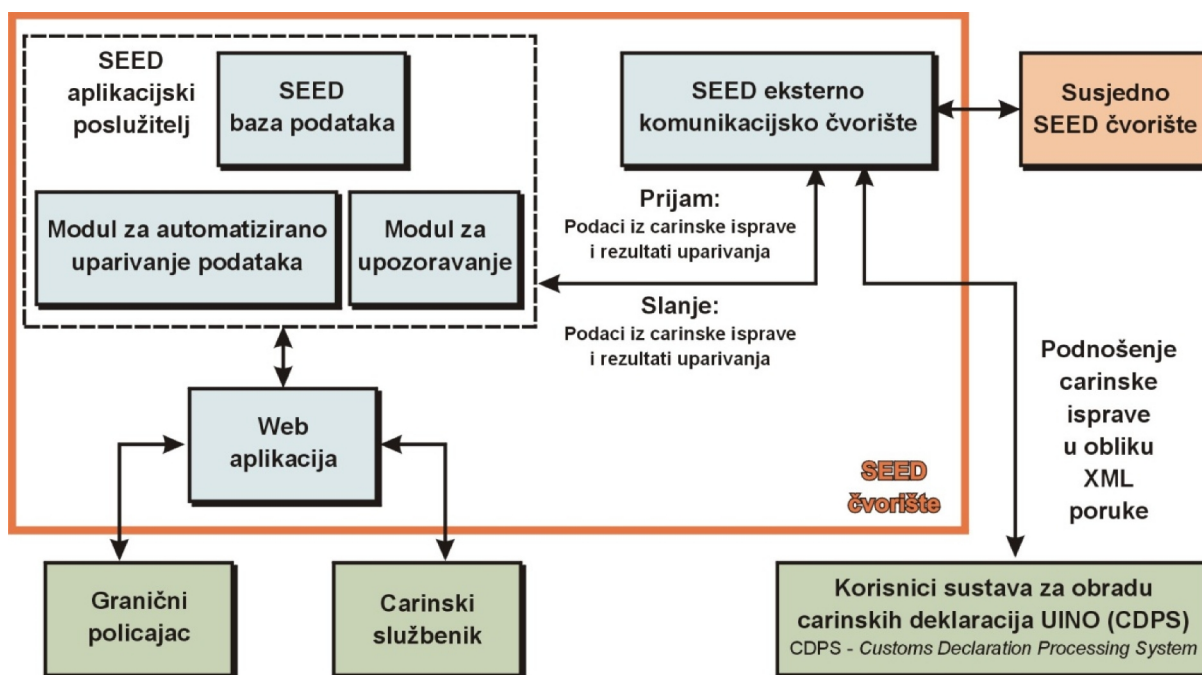 SEED
aplikacijski
poslužitelj
SEED
baza podataka
Modul za automatizirano
uparivanje podataka
Modul za
upozoravanje
SEED eksterno
komunikacijsko čvorište
Susjedno
SEED čvorište
Prijam:
Podaci iz carinske isprave
i rezultati uparivanja
Slanje:
Podaci iz carinske isprave
i rezultati uparivanja
Web
aplikacija
SEED
čvorište
Podnošenje
carinske
isprave
u obliku
XML
poruke
Granični
policajac
Carinski
službenik
Korisnici sustava za obradu
carinskih deklaracija UINO (CDPS)
CDPS - Customs Declaration Processing System